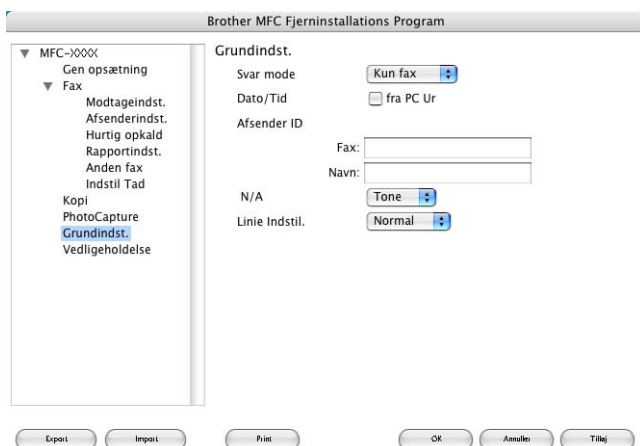 Brother MFC Fjerninstallations Program
MFC-XXXX
Gen opsætning
Fax
Modtageindst.
Afsenderindst.
Hurtig opkald
Rapportindst.
Anden fax
Indstil Tad
Kopi
PhotoCapture
Grundindst.
Vedligeholdelse
Grundindst.
Svar mode Kun fax
Dato/Tid fra PC Ur
Afsender ID
Fax:
Navn:
N/A Tone
Linie Indstil. Normal
Export Import Print OK Annuller Tilføj